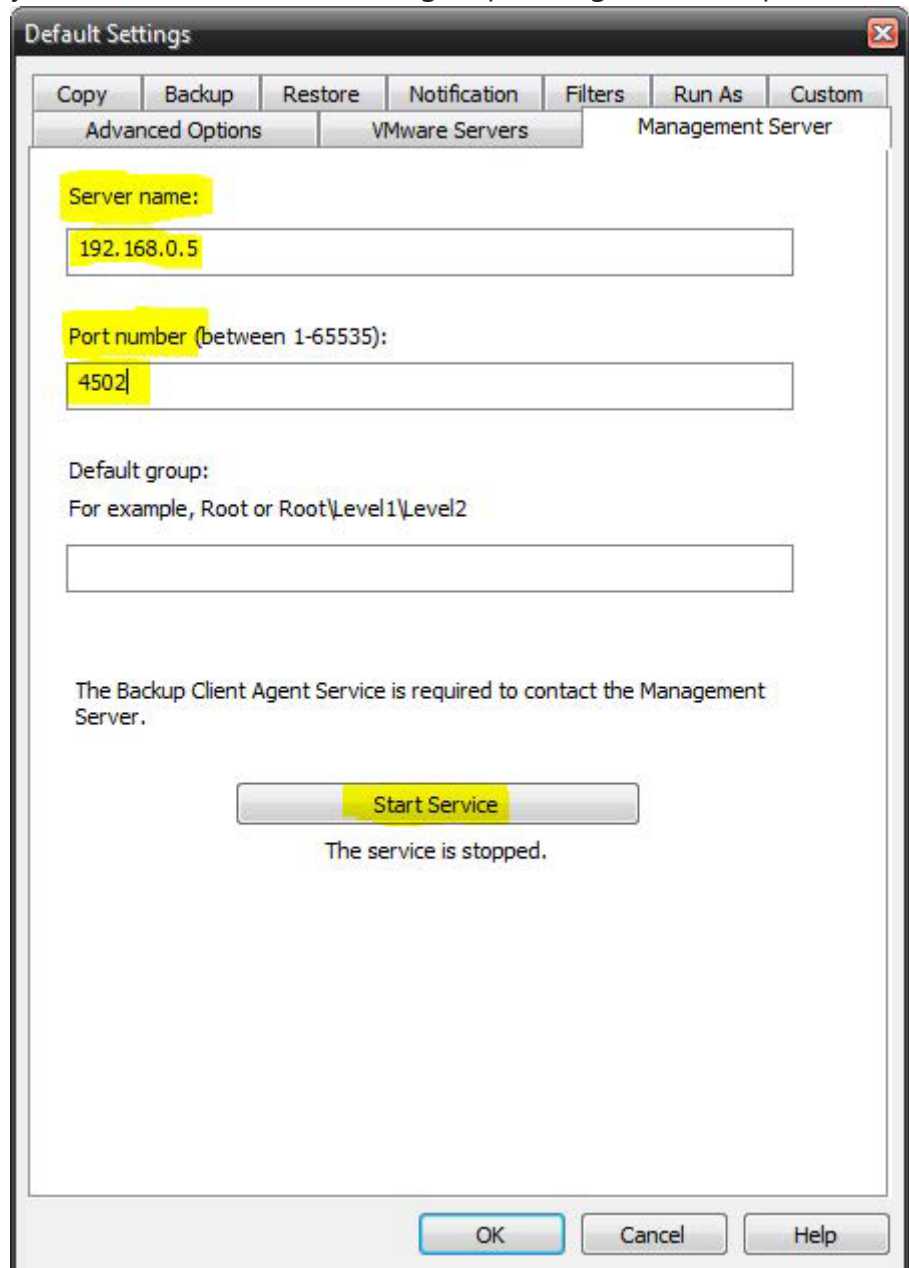 Default Settings
Copy Backup Restore Notification Filters Run As Custom
Advanced Options VMware Servers Management Server
Server name:
192.168.0.5
Port number (between 1-65535):
4502
Default group:
For example, Root or Root\Level1\Level2
The Backup Client Agent Service is required to contact the Management
Server.
Start Service
The service is stopped.
OK Cancel Help